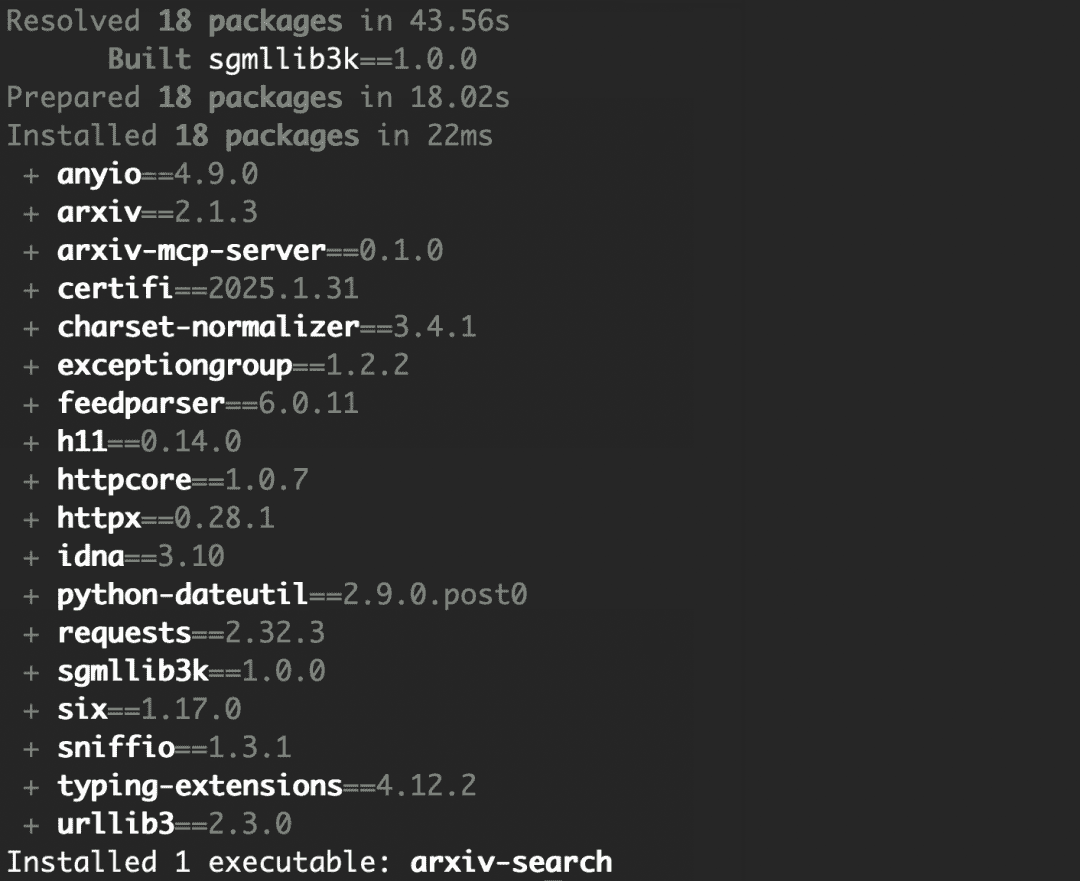 Resolved 18 packages in 43.56s
Built sgmllib3k==1.0.0
Prepared 18 packages in 18.02s
Installed 18 packages in 22ms
+ anyio==4.9.0
+ arxiv==2.1.3
+ arxiv-mcp-server==0.1.0
+ certifi==2025.1.31
+ charset-normalizer==3.4.1
+ exceptiongroup==1.2.2
+ feedparser==6.0.11
+ h11==0.14.0
+ httpcore==1.0.7
+ httpx==0.28.1
+ idna==3.10
+ python-dateutil==2.9.0.post0
+ requests==2.32.3
+ sgmllib3k==1.0.0
+ six==1.17.0
+ sniffio==1.3.1
+ typing-extensions==4.12.2
+ urllib3==2.3.0
Installed 1 executable: arxiv-search